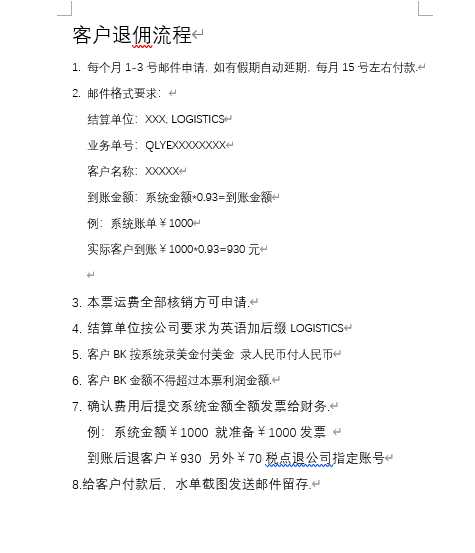 客户退佣流程
1. 每个月 1-3 号邮件申请, 如有假期自动延期, 每月 15 号左右付款.
2. 邮件格式要求：
结算单位：XXX. LOGISTICS
业务单号：QLYEXXXXXXXX
客户名称：XXXXX
到账金额：系统金额*0.93=到账金额
例：系统账单￥1000
实际客户到账￥1000*0.93=930 元
3. 本票运费全部核销方可申请.
4. 结算单位按公司要求为英语加后缀 LOGISTICS
5. 客户 BK 按系统录美金付美金 录人民币付人民币
6. 客户 BK 金额不得超过本票利润金额.
7. 确认费用后提交系统金额全额发票给财务.
例：系统金额￥1000 就准备￥1000 发票
到账后退客户￥930 另外￥70 税点退公司指定账号
8.给客户付款后，水单截图发送邮件留存.